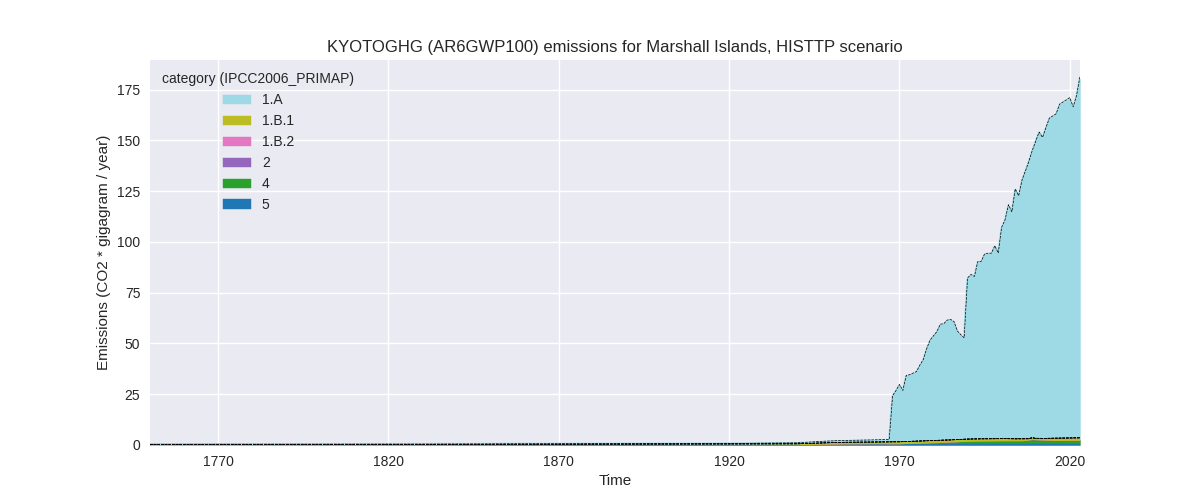 KYOTOGHG (AR6GWP100) emissions for Marshall Islands, HISTTP scenario
category (IPCC2006_PRIMAP)
1.A
1.B.1
1.B.2
2
4
5
Emissions (CO2 * gigagram / year)
175
150
125
100
75
50
25
0
1770
1820
1870
1920
1970
2020
Time